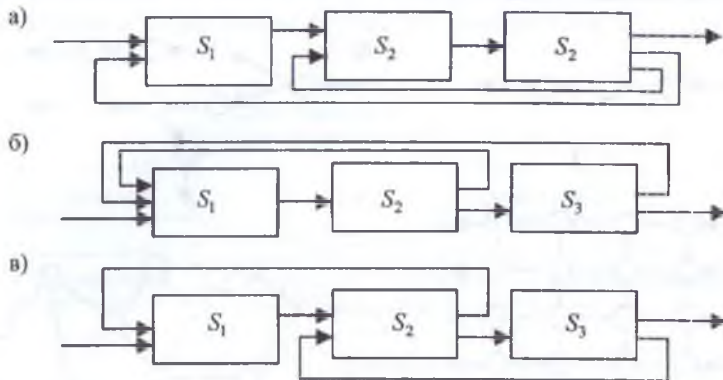 а)
S₁ S₂ S₂
б)
S₁ S₂ S₃
в)
S₁ S₂ S₃